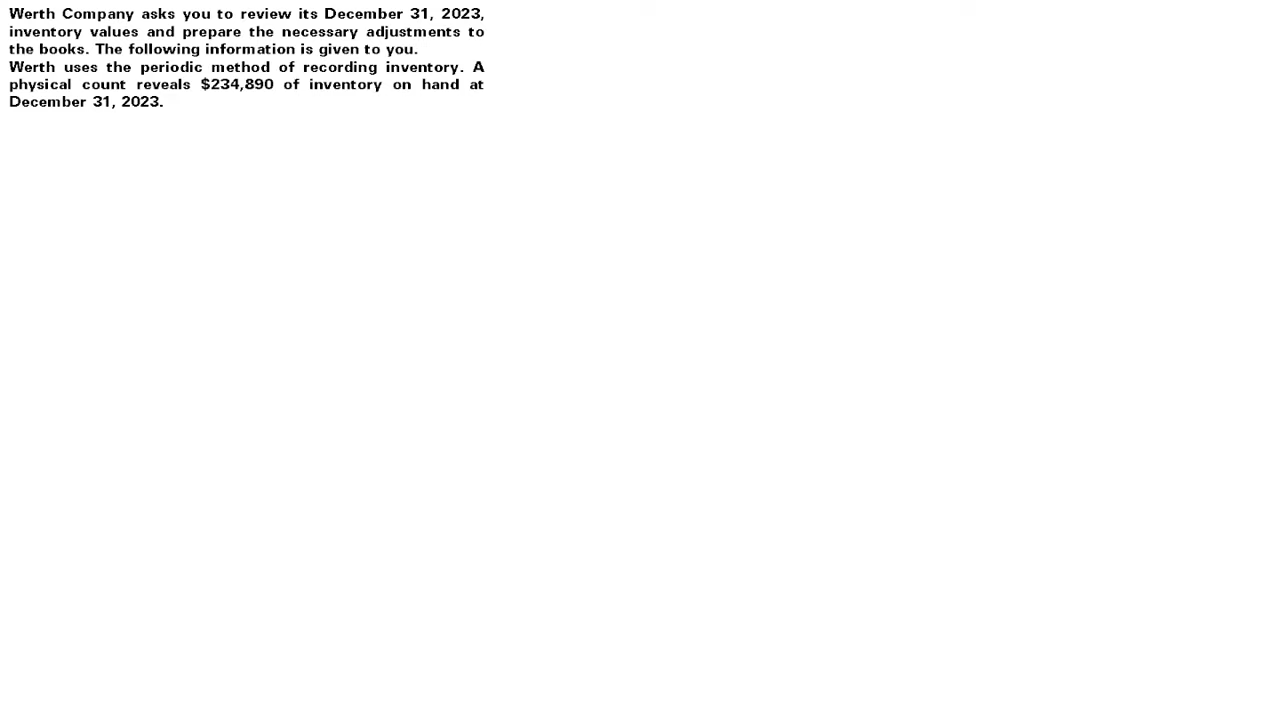 Werth Company asks you to review its December 31, 2023,
inventory values and prepare the necessary adjustments to
the books. The following information is given to you.
Werth uses the periodic method of recording inventory. A
physical count reveals $234,890 of inventory on hand at
December 31, 2023.